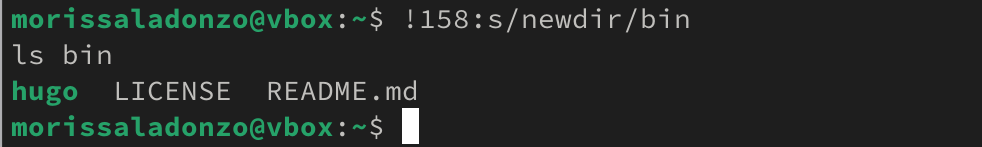 morissaladonzo@vbox:~$ !158:s/newdir/bin
ls bin
hugo  LICENSE  README.md
morissaladonzo@vbox:~$